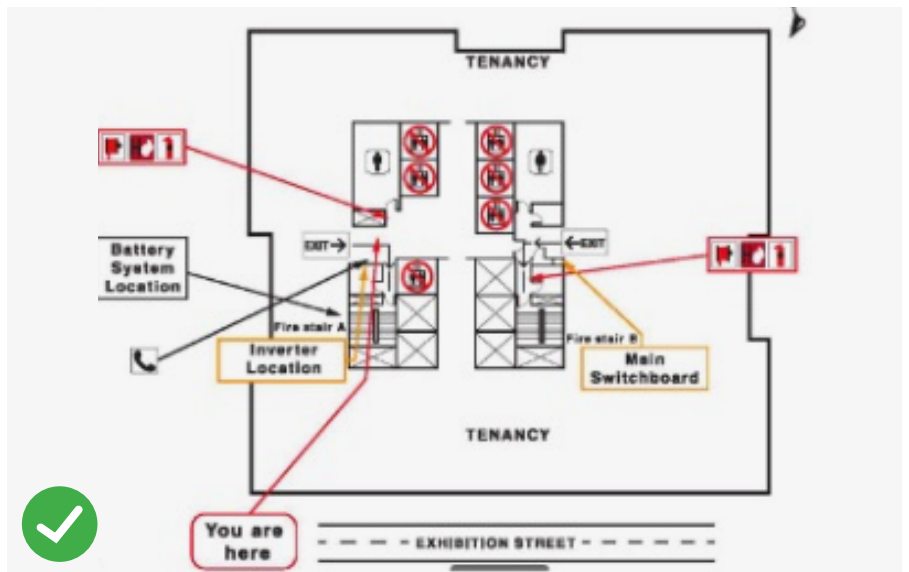 TENANCY
EXIT
EXIT
Battery
System
Location
Fire stair A
Fire stair B
Inverter
Location
Main
Switchboard
TENANCY
You are
here
EXHIBITION STREET